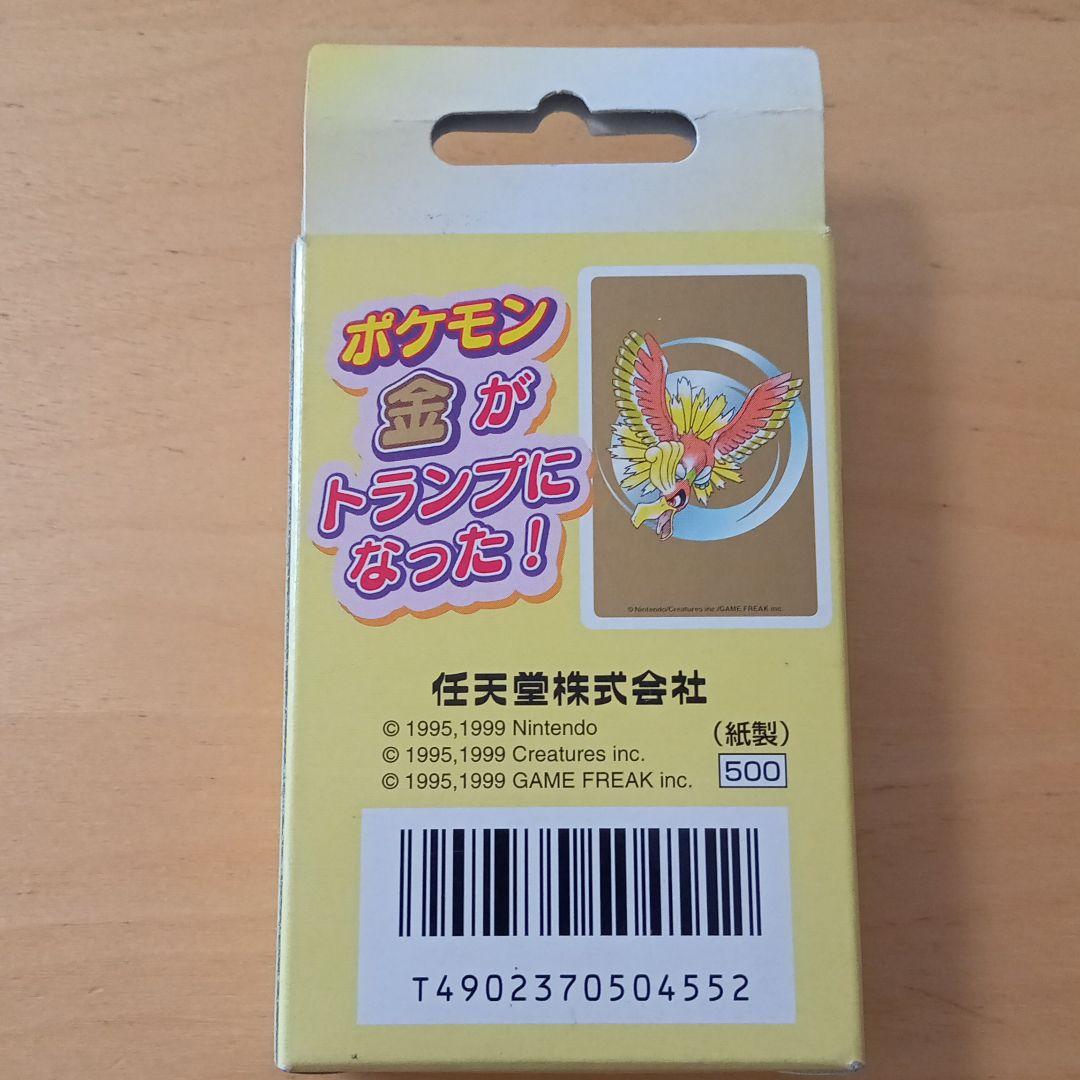 ポケモン
金が
トランプに
なった!
© Nintendo/Creatures inc./GAME FREAK inc.
任天堂株式会社
© 1995,1999 Nintendo
© 1995,1999 Creatures inc.
© 1995,1999 GAME FREAK inc.
(紙製)
500
T4902370504552